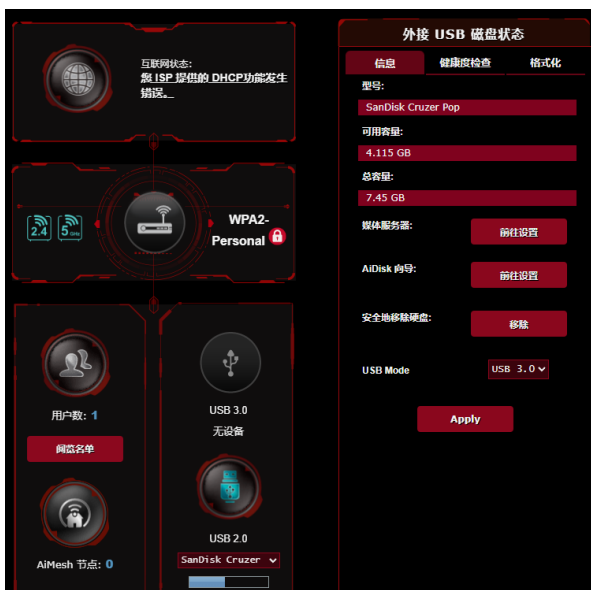 互联网状态:
您 ISP 提供的 DHCP功能发生
错误。
2.4
5 GHz
WPA2-
Personal
用户数: 1
阅览名单
AiMesh 节点: 0
USB 3.0
无设备
USB 2.0
SanDisk Cruzer
外接 USB 磁盘状态
信息
健康度检查
格式化
型号:
SanDisk Cruzer Pop
可用容量:
4.115 GB
总容量:
7.45 GB
媒体服务器:
前往设置
AiDisk 向导:
前往设置
安全地移除硬盘:
移除
USB Mode
USB 3.0
Apply